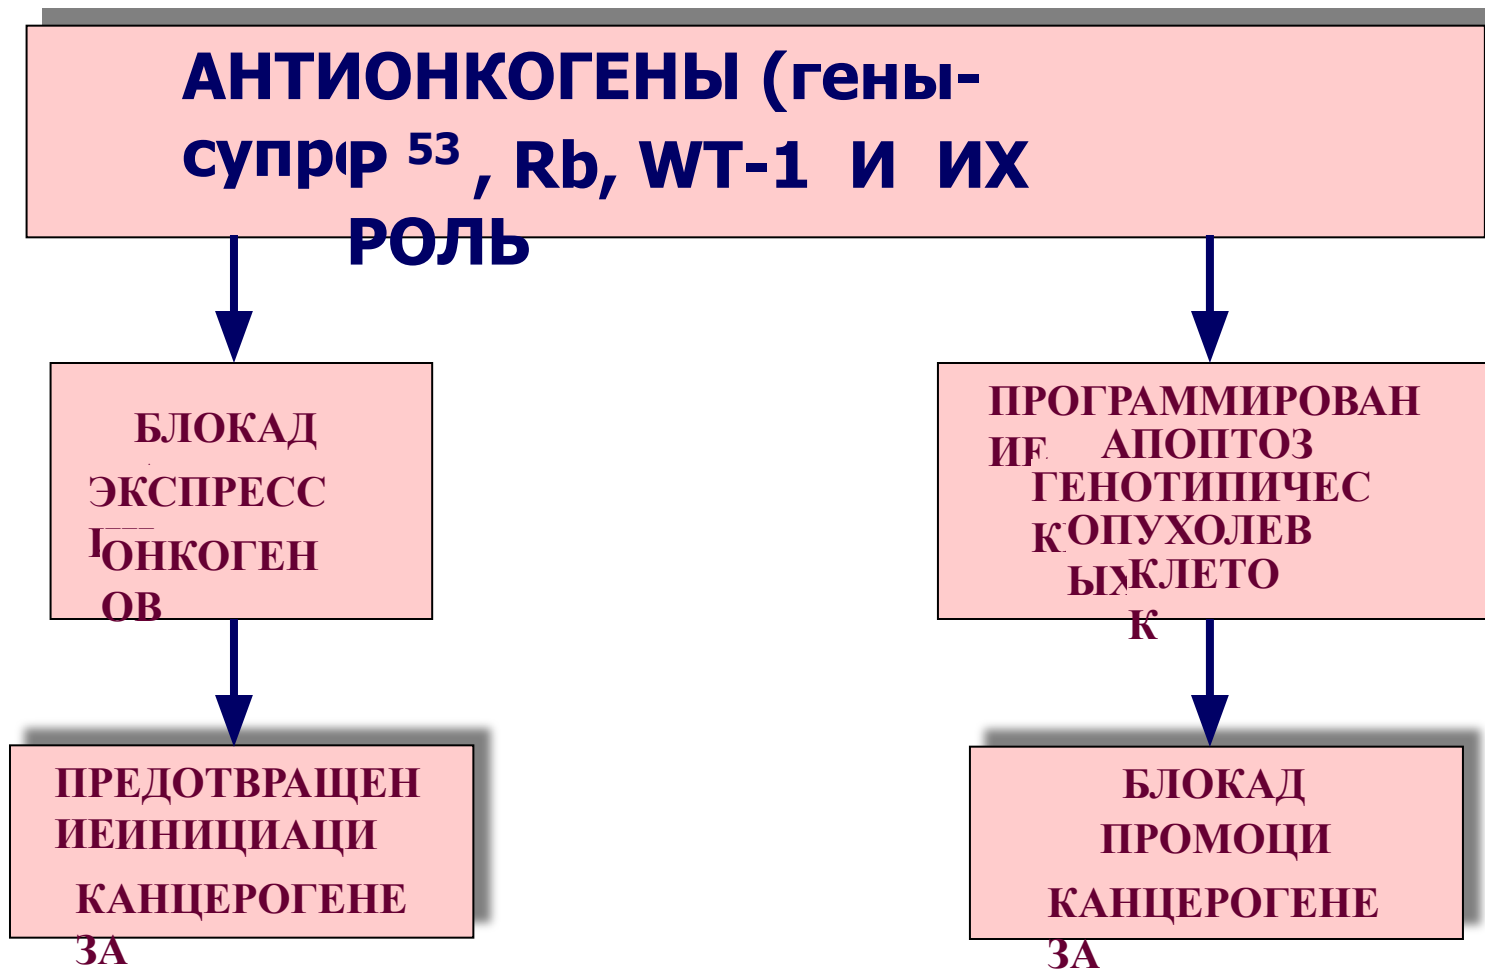 АНТИОНКОГЕНЫ (гены-
супре
Р 53 , Rb, WT-1 И ИХ
РОЛЬ
БЛОКАД
ЭКСПРЕСС
ОНКОГЕН
ОВ
ПРОГРАММИРОВАН
ИЕ
АПОПТОЗ
ГЕНОТИПИЧЕС
К
ОПУХОЛЕВ
ЫХ
КЛЕТО
К
ПРЕДОТВРАЩЕН
ИЕИНИЦИАЦИ
КАНЦЕРОГЕНЕ
ЗА
БЛОКАД
ПРОМОЦИ
КАНЦЕРОГЕНЕ
ЗА